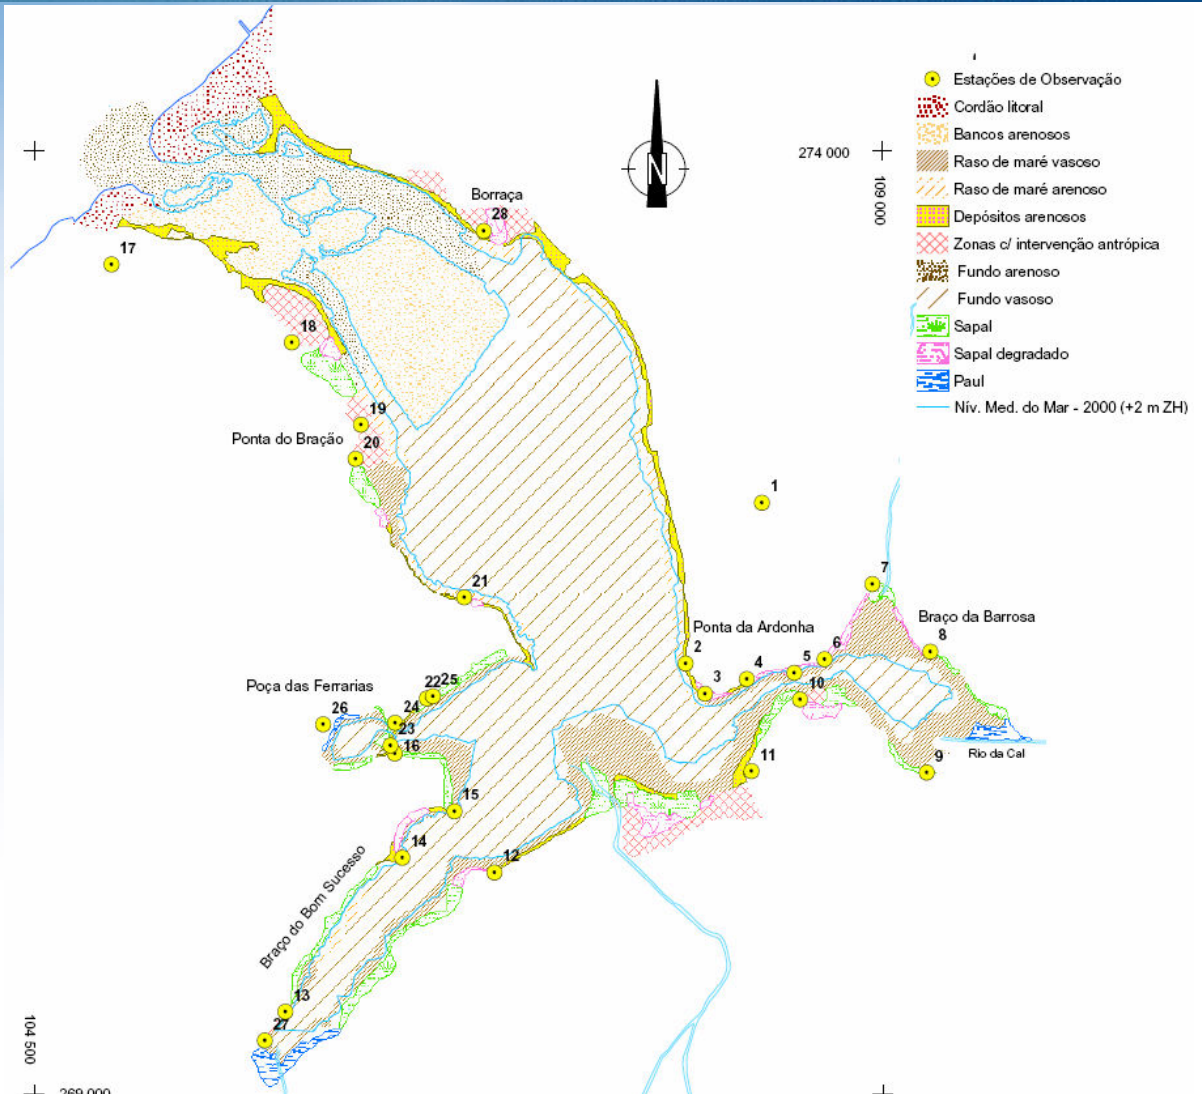 Estações de Observação
Cordão litoral
Bancos arenosos
Raso de maré vasoso
Raso de maré arenoso
Depósitos arenosos
Zonas c/ intervenção antrópica
Fundo arenoso
Fundo vasoso
Sapal
Sapal degradado
Paul
Nív. Med. do Mar - 2000 (+2 m ZH)
274 000
109 000
N
Borraça
28
17
18
19
Ponta do Bração
20
1
21
7
Ponta da Ardonha
Braço da Barrosa
2
3
4
5
6
8
10
Poça das Ferrarias
22
25
26
24
23
16
Rio da Cal
9
11
15
14
12
Braço do Bom Sucesso
13
27
104 500
269 000